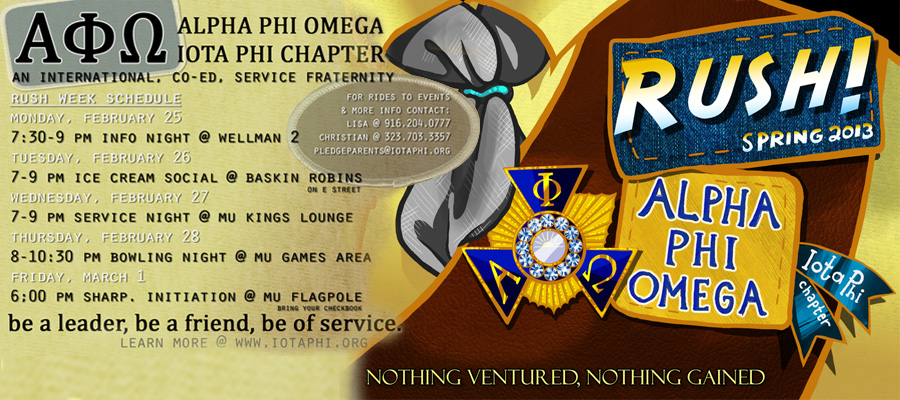 ΑΦΩ
ALPHA PHI OMEGA
IOTA PHI CHAPTER
AN INTERNATIONAL, CO-ED, SERVICE FRATERNITY
RUSH WEEK SCHEDULE
MONDAY, FEBRUARY 25
7:30-9 PM INFO NIGHT @ WELLMAN 2
TUESDAY, FEBRUARY 26
7-9 PM ICE CREAM SOCIAL @ BASKIN ROBINS
ON E STREET
WEDNESDAY, FEBRUARY 27
7-9 PM SERVICE NIGHT @ MU KINGS LOUNGE
THURSDAY, FEBRUARY 28
8-10:30 PM BOWLING NIGHT @ MU GAMES AREA
FRIDAY, MARCH 1
6:00 PM SHARP. INITIATION @ MU FLAGPOLE
BRING YOUR CHECKBOOK
be a leader, be a friend, be of service.
LEARN MORE @ WWW.IOTAPHI.ORG
FOR RIDES TO EVENTS
& MORE INFO CONTACT:
LISA @ 916.204.0777
CHRISTIAN @ 323.703.3357
PLEDGEPARENTS@IOTAPHI.ORG
RUSH!
SPRING 2013
Φ
Α Ω
ALPHA
PHI
OMEGA
Iota Phi
chapter
NOTHING VENTURED, NOTHING GAINED